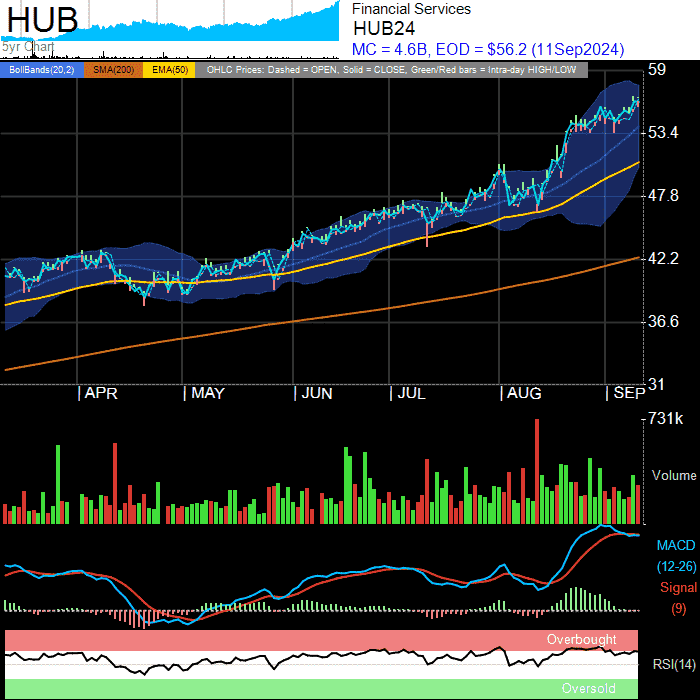 HUB
5yr Chart
Financial Services
HUB24
MC = 4.6B, EOD = $56.2 (11Sep2024)
BollBands(20,2) SMA(200) EMA(50) OHLC Prices: Dashed = OPEN, Solid = CLOSE, Green/Red bars = Intra-day HIGH/LOW
59
53.4
47.8
42.2
36.6
31
APR MAY JUN JUL AUG SEP
731k
Volume
MACD
(12-26)
Signal
(9)
Overbought
RSI(14)
Oversold